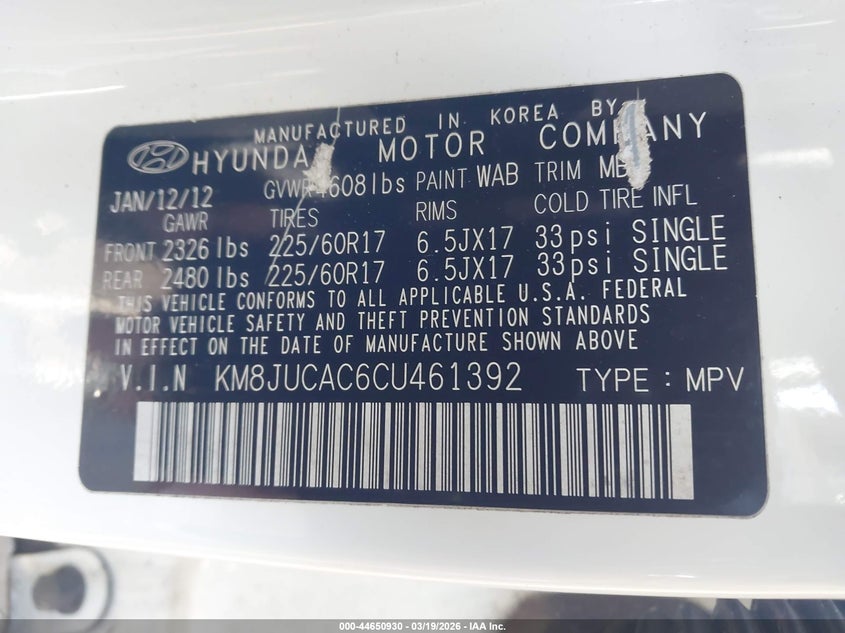 MANUFACTURED IN KOREA BY
HYUNDAI MOTOR COMPANY
JAN/12/12 GVWR 4608 lbs PAINT WAB TRIM
GAWR TIRES RIMS COLD TIRE INFL
FRONT 2326 lbs 225/60R17 6.5JX17 33psi SINGLE
REAR 2480 lbs 225/60R17 6.5JX17 33psi SINGLE
THIS VEHICLE CONFORMS TO ALL APPLICABLE U.S.A. FEDERAL
MOTOR VEHICLE SAFETY AND THEFT PREVENTION STANDARDS
IN EFFECT ON THE DATE OF MANUFACTURE SHOWN ABOVE
V.I.N KM8JUCAC6CU461392 TYPE : MPV
000-44650930 - 03/19/2026 - IAA Inc.